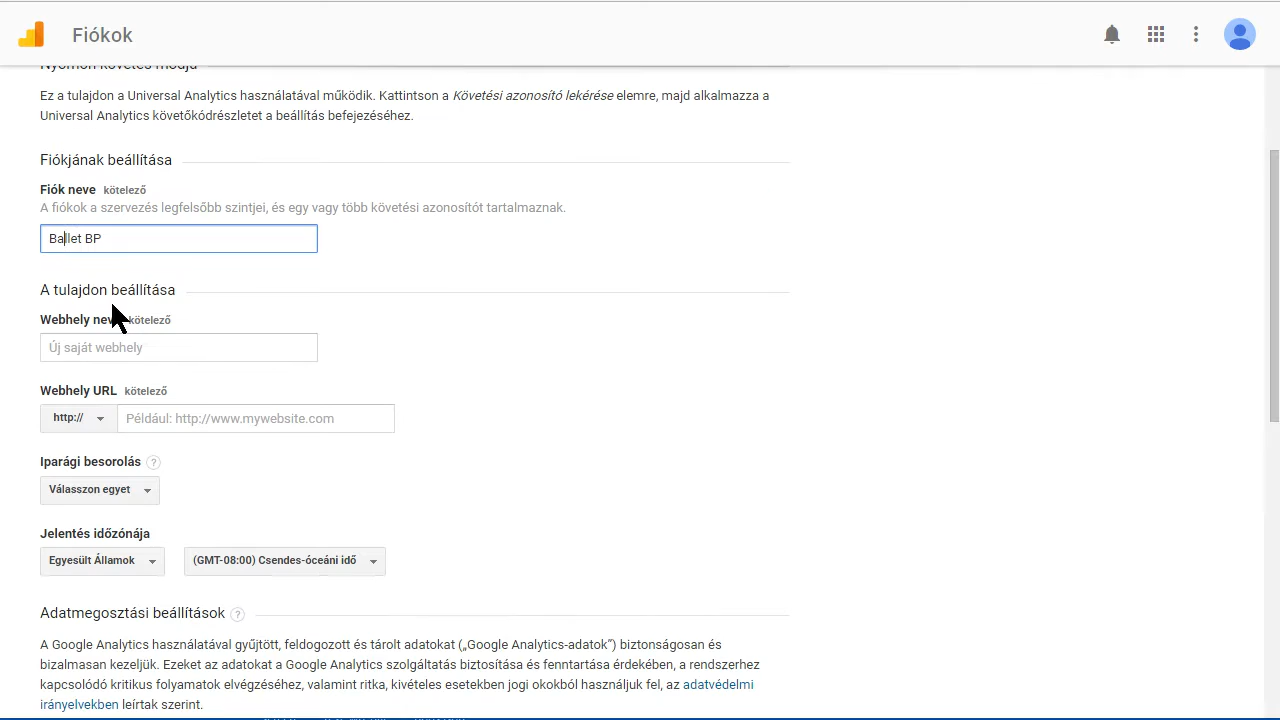 Fiókok
Nyomon követés módja
Ez a tulajdon a Universal Analytics használatával működik. Kattintson a Követési azonosító lekérése elemre, majd alkalmazza a
Universal Analytics követőkódrészletet a beállítás befejezéséhez.
Fiókjának beállítása
Fiók neve kötelező
A fiókok a szervezés legfelsőbb szintjei, és egy vagy több követési azonosítót tartalmaznak.
Ballet BP
A tulajdon beállítása
Webhely neve kötelező
Új saját webhely
Webhely URL kötelező
http:// Például: http://www.mywebsite.com
Iparági besorolás ?
Válasszon egyet
Jelentés időzónája
Egyesült Államok (GMT-08:00) Csendes-óceáni idő
Adatmegosztási beállítások ?
A Google Analytics használatával gyűjtött, feldogozott és tárolt adatokat („Google Analytics-adatok”) biztonságosan és
bizalmasan kezeljük. Ezeket az adatokat a Google Analytics szolgáltatás biztosítása és fenntartása érdekében, a rendszerhez
kapcsolódó kritikus folyamatok elvégzéséhez, valamint ritka, kivételes esetekben jogi okokból használjuk fel, az adatvédelmi
irányelvekben leírtak szerint.